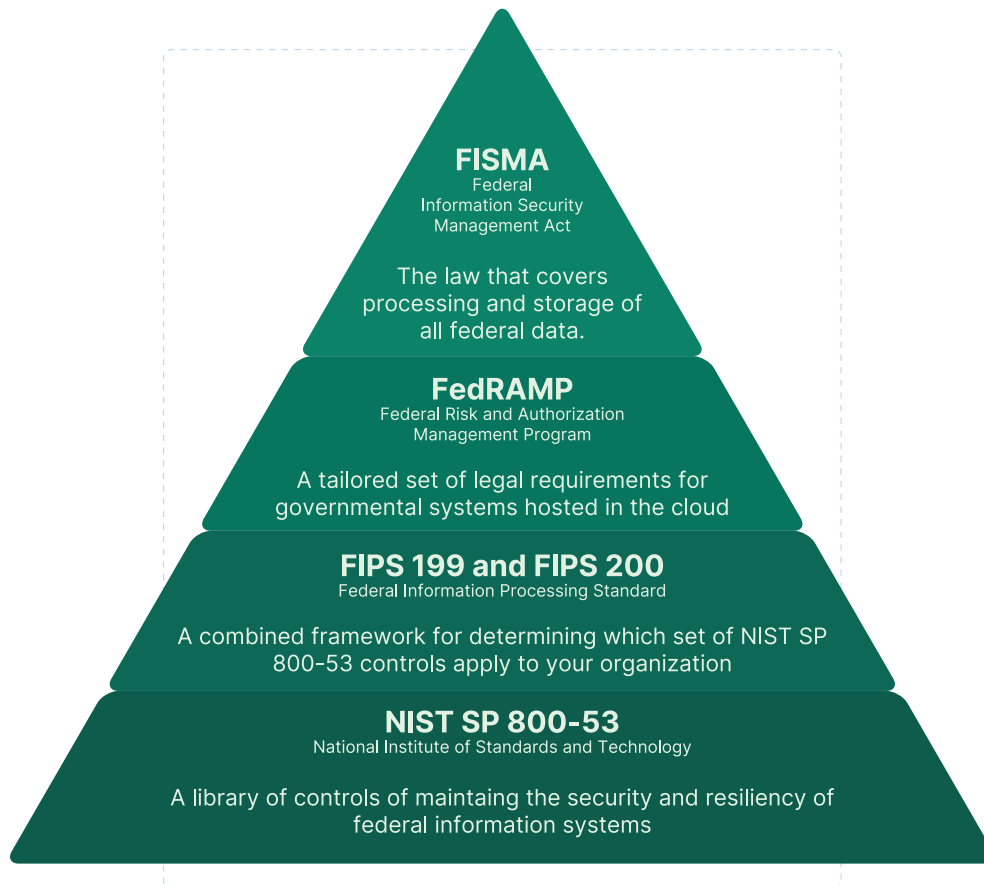 FISMA
Federal
Information Security
Management Act
The law that covers
processing and storage of
all federal data.
FedRAMP
Federal Risk and Authorization
Management Program
A tailored set of legal requirements for
governmental systems hosted in the cloud
FIPS 199 and FIPS 200
Federal Information Processing Standard
A combined framework for determining which set of NIST SP
800-53 controls apply to your organization
NIST SP 800-53
National Institute of Standards and Technology
A library of controls of maintaing the security and resiliency of
federal information systems